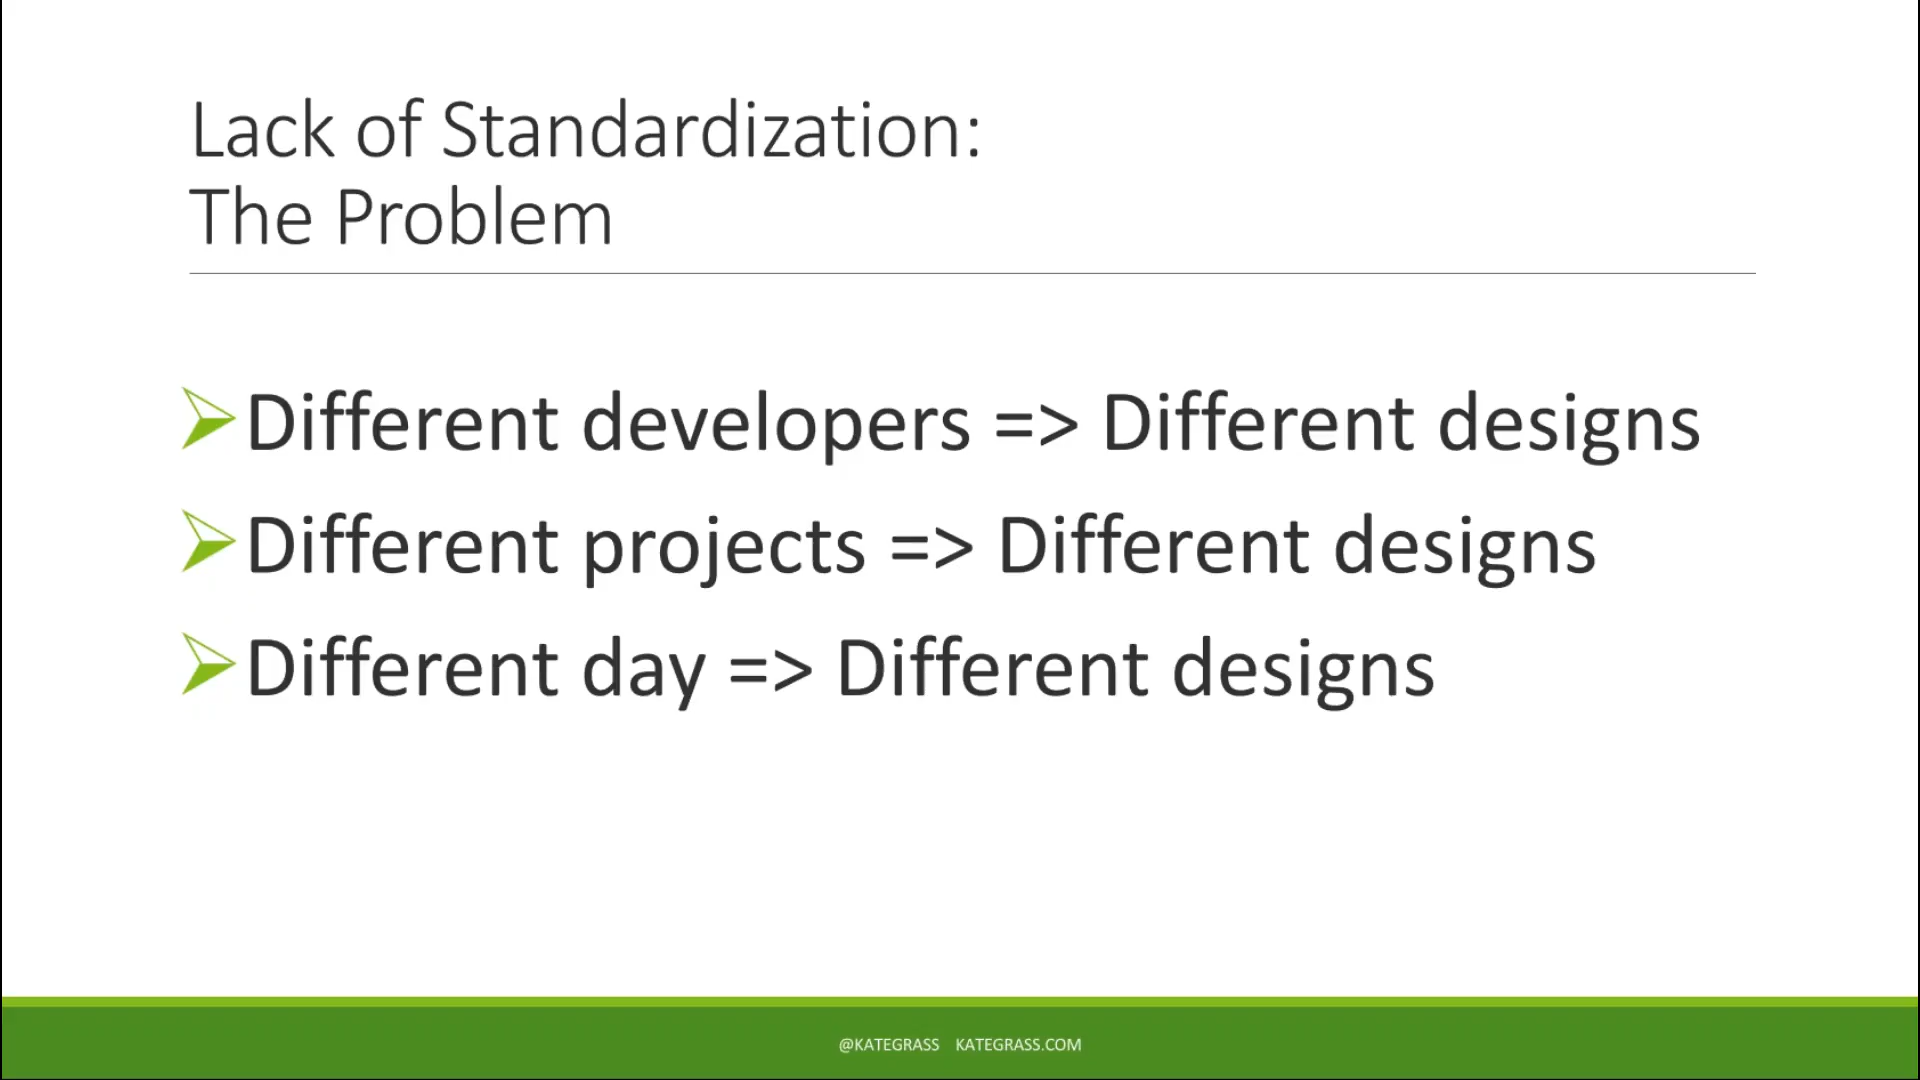 Lack of Standardization:
The Problem
Different developers => Different designs
Different projects => Different designs
Different day => Different designs
@KATEGRASS KATEGRASS.COM